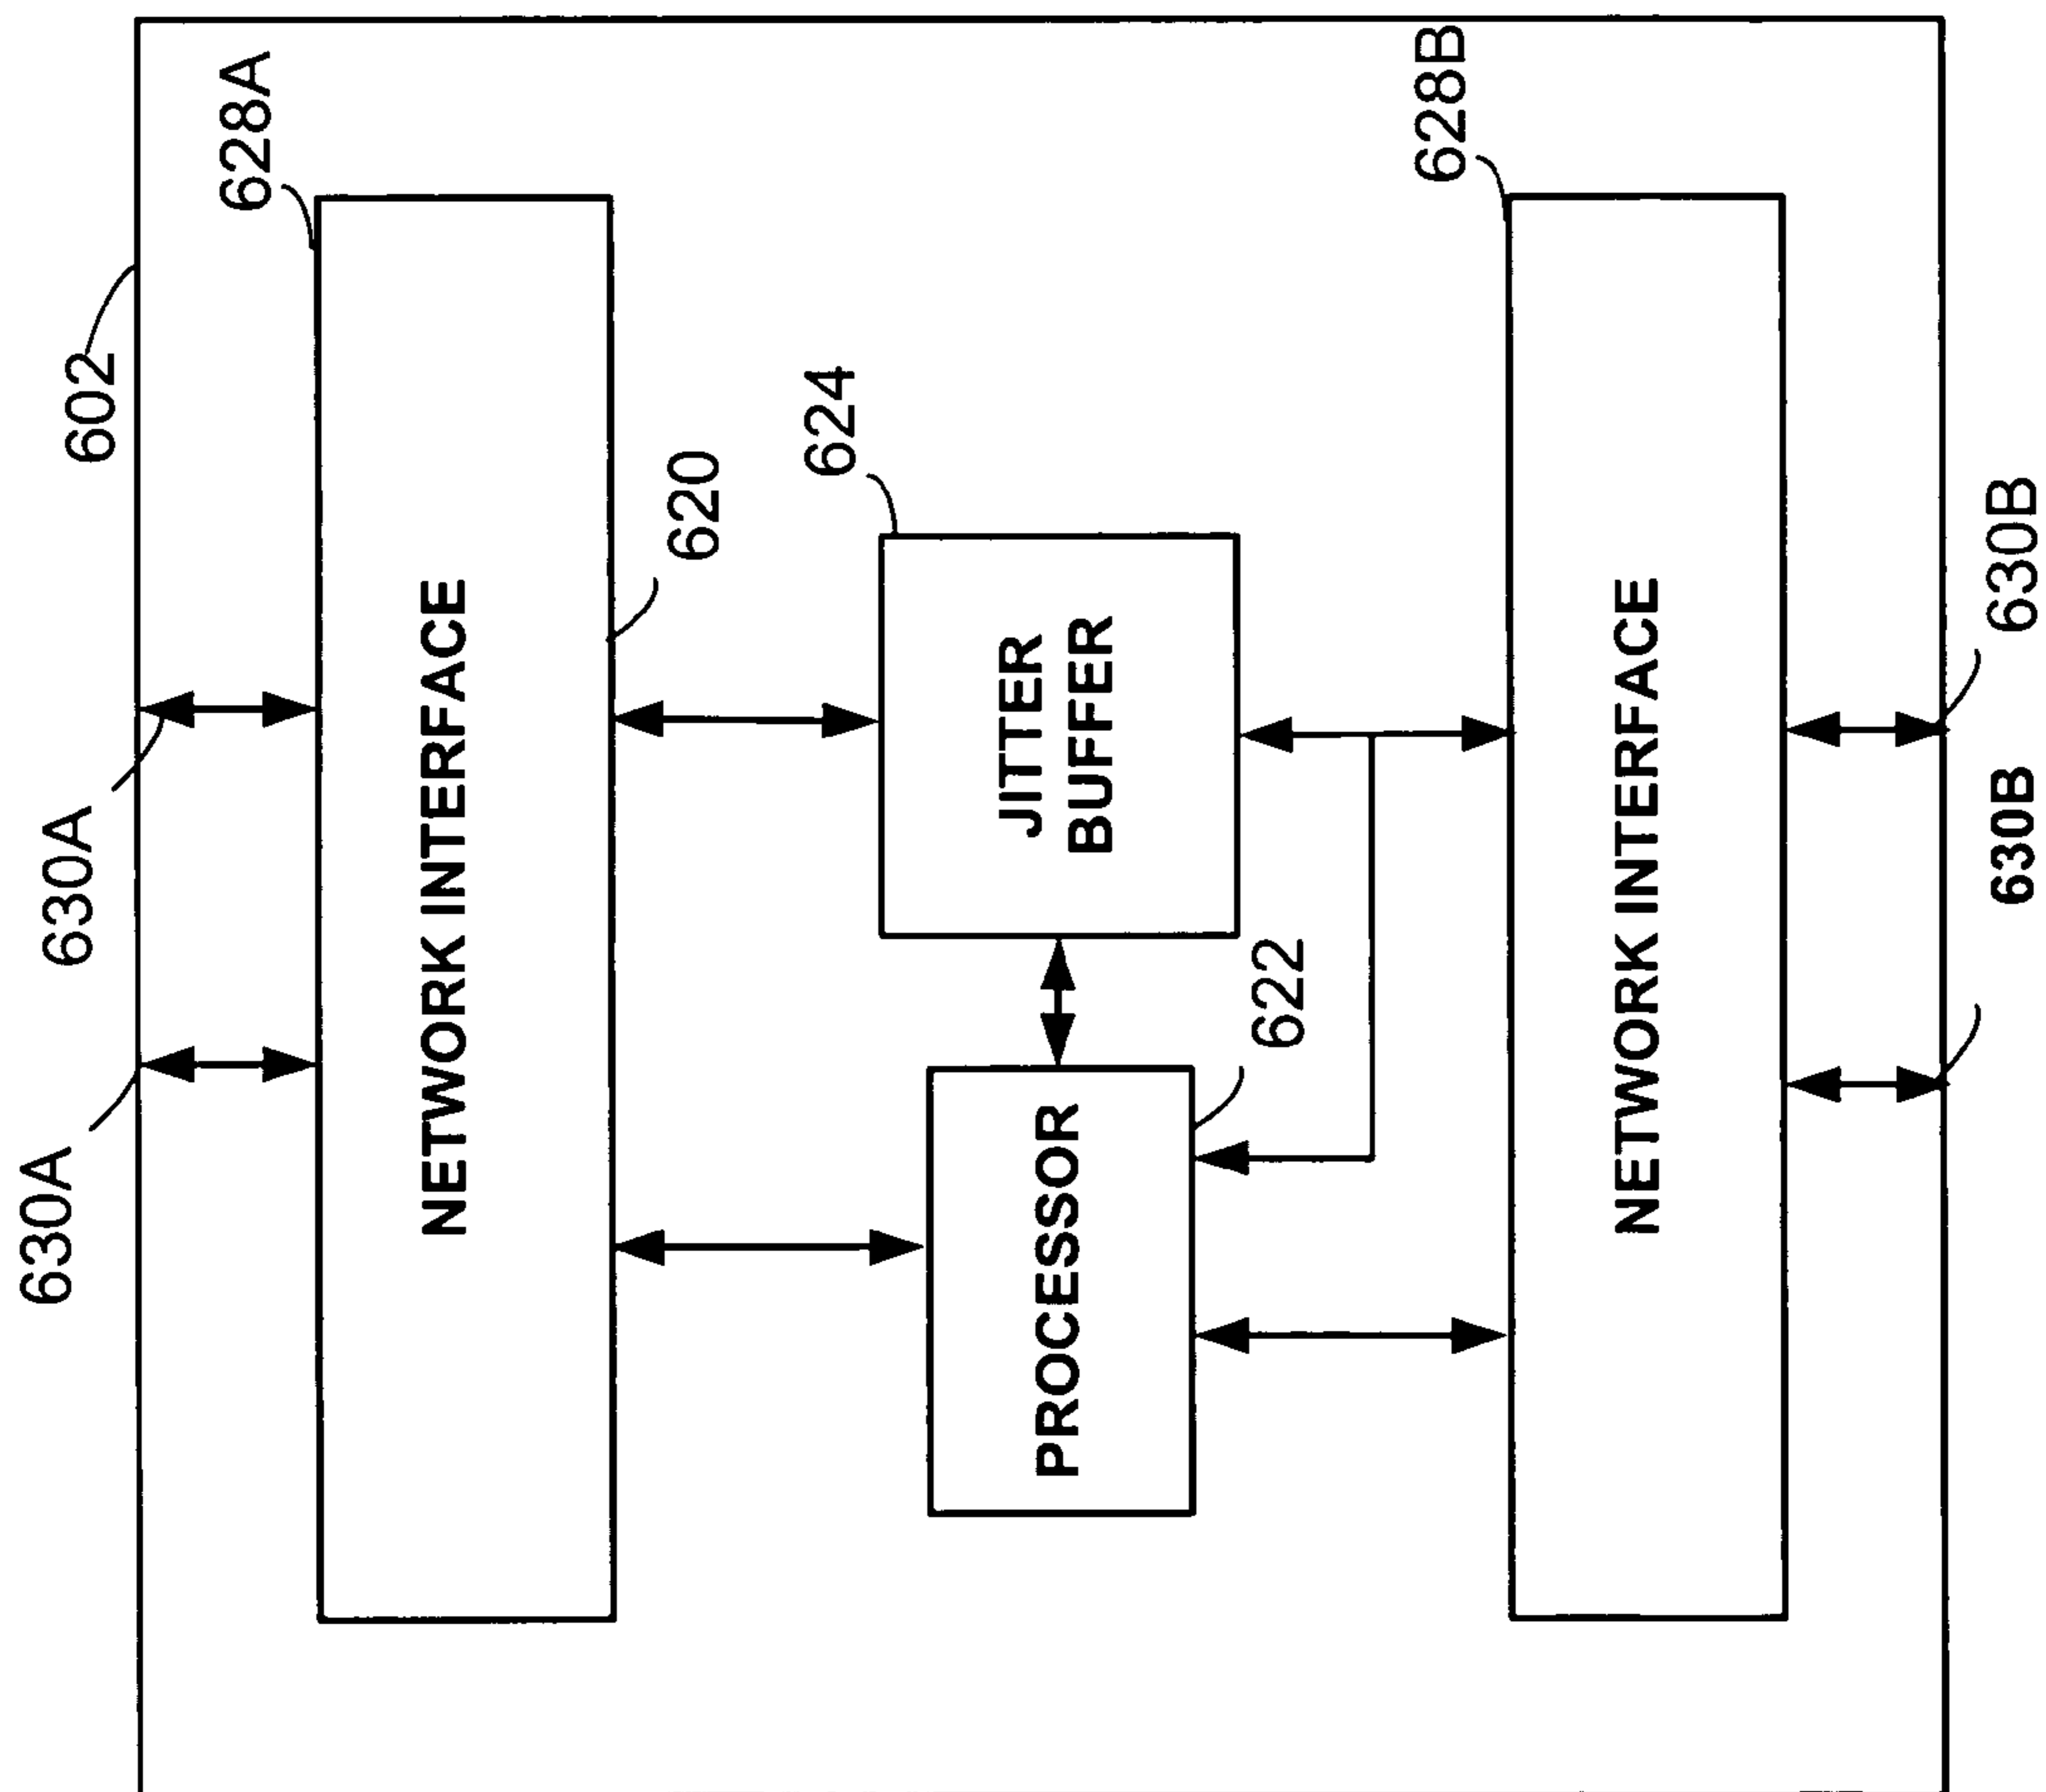 630A
630A
602
628A
NETWORK INTERFACE
620
624
JITTER
BUFFER
PROCESSOR
622
628B
NETWORK INTERFACE
630B
630B